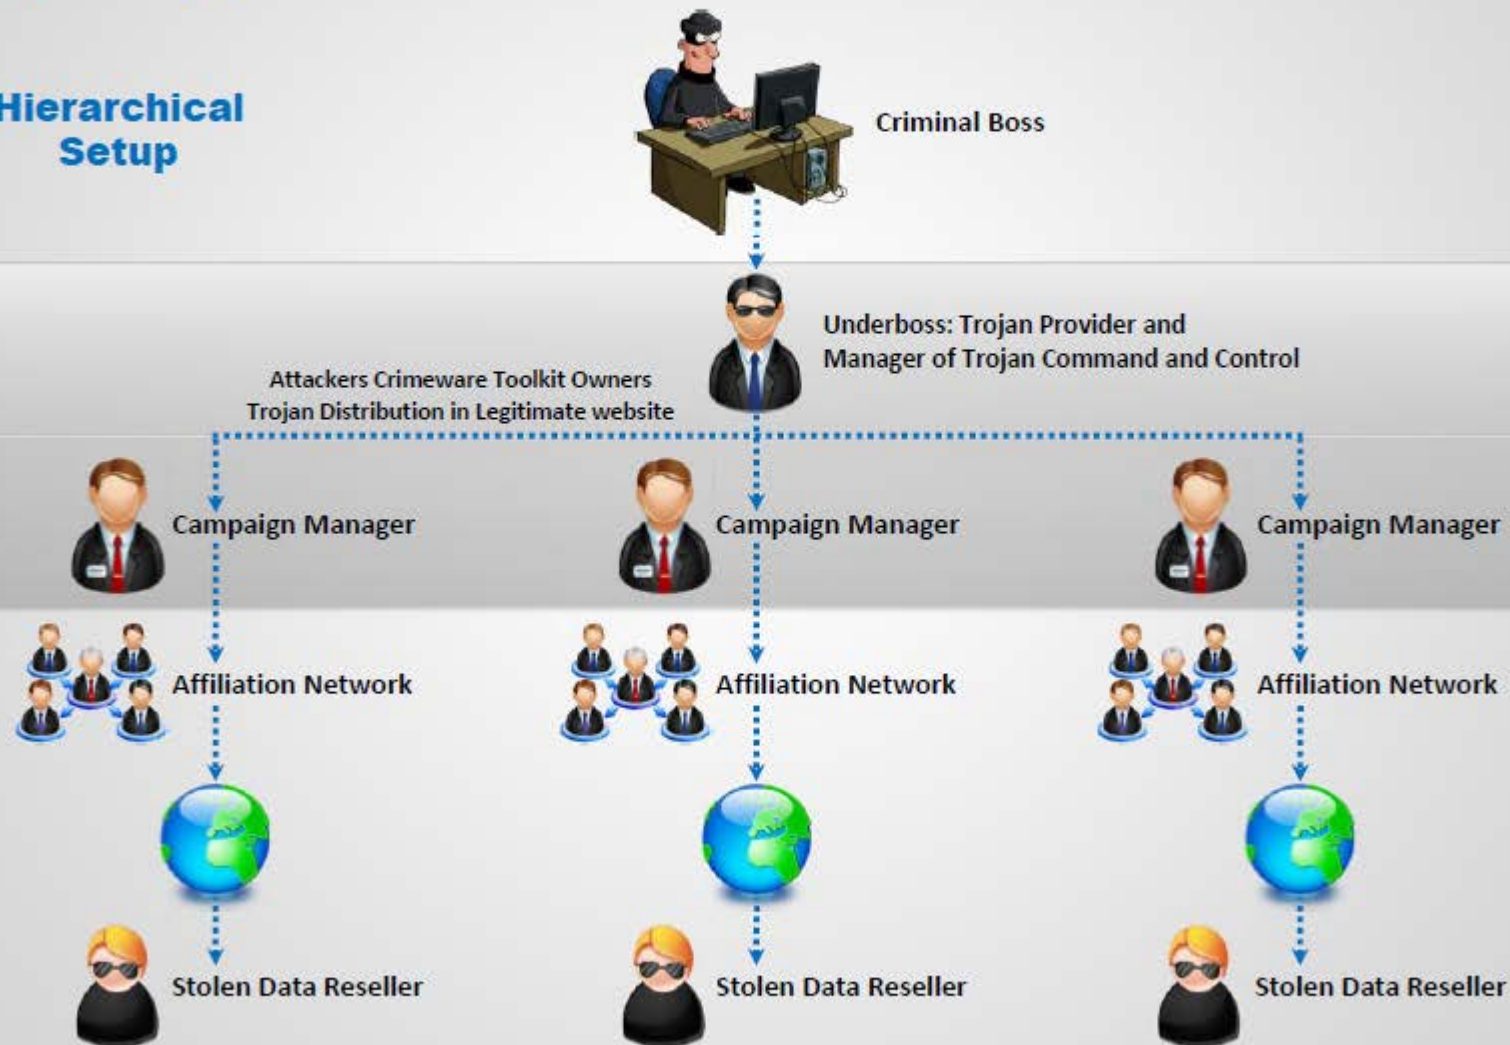 Hierarchical
Setup
Criminal Boss
Underboss: Trojan Provider and
Manager of Trojan Command and Control
Attackers Crimeware Toolkit Owners
Trojan Distribution in Legitimate website
Campaign Manager
Campaign Manager
Campaign Manager
Affiliation Network
Affiliation Network
Affiliation Network
Stolen Data Reseller
Stolen Data Reseller
Stolen Data Reseller